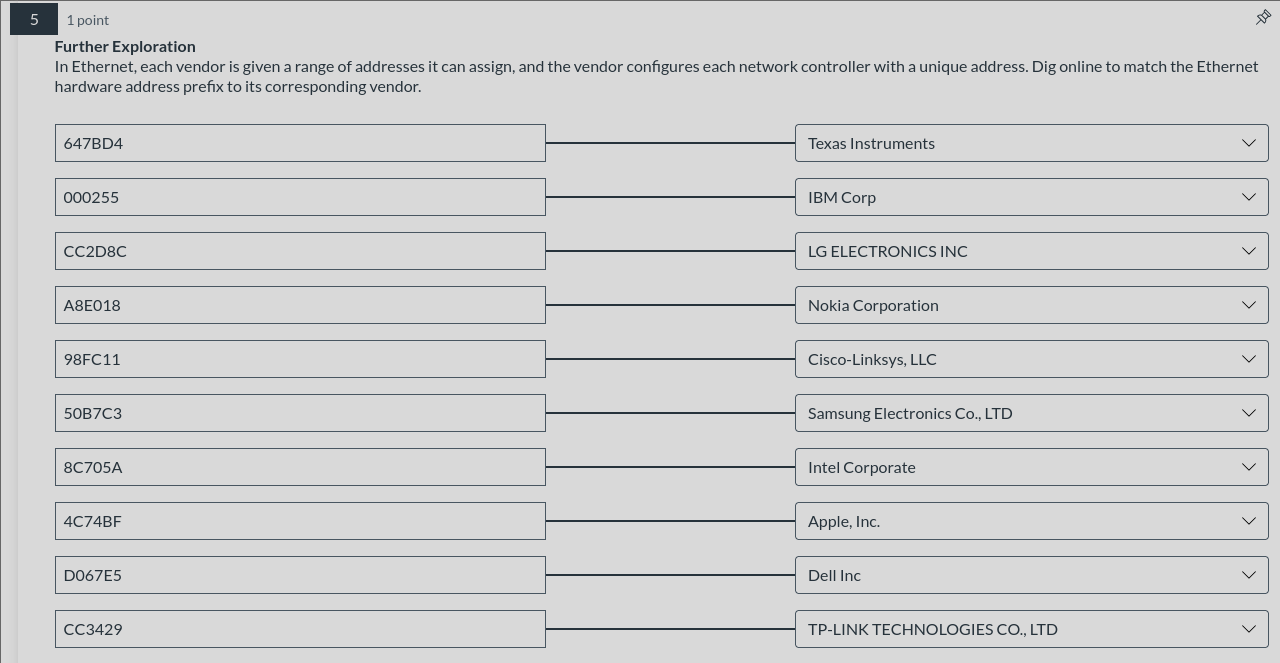 5 1 point
Further Exploration
In Ethernet, each vendor is given a range of addresses it can assign, and the vendor configures each network controller with a unique address. Dig online to match the Ethernet
hardware address prefix to its corresponding vendor.
647BD4 Texas Instruments
000255 IBM Corp
CC2D8C LG ELECTRONICS INC
A8E018 Nokia Corporation
98FC11 Cisco-Linksys, LLC
50B7C3 Samsung Electronics Co., LTD
8C705A Intel Corporate
4C74BF Apple, Inc.
D067E5 Dell Inc
CC3429 TP-LINK TECHNOLOGIES CO., LTD